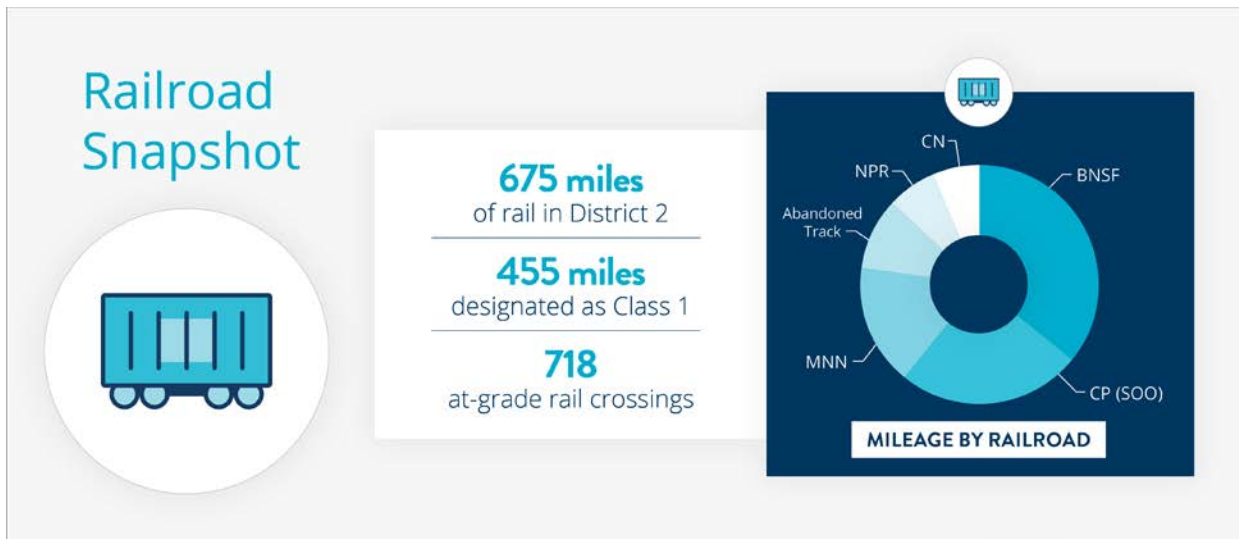 Railroad
Snapshot
675 miles
of rail in District 2
455 miles
designated as Class 1
718
at-grade rail crossings
CN
NPR
BNSF
Abandoned
Track
MNN
CP (SOO)
MILEAGE BY RAILROAD